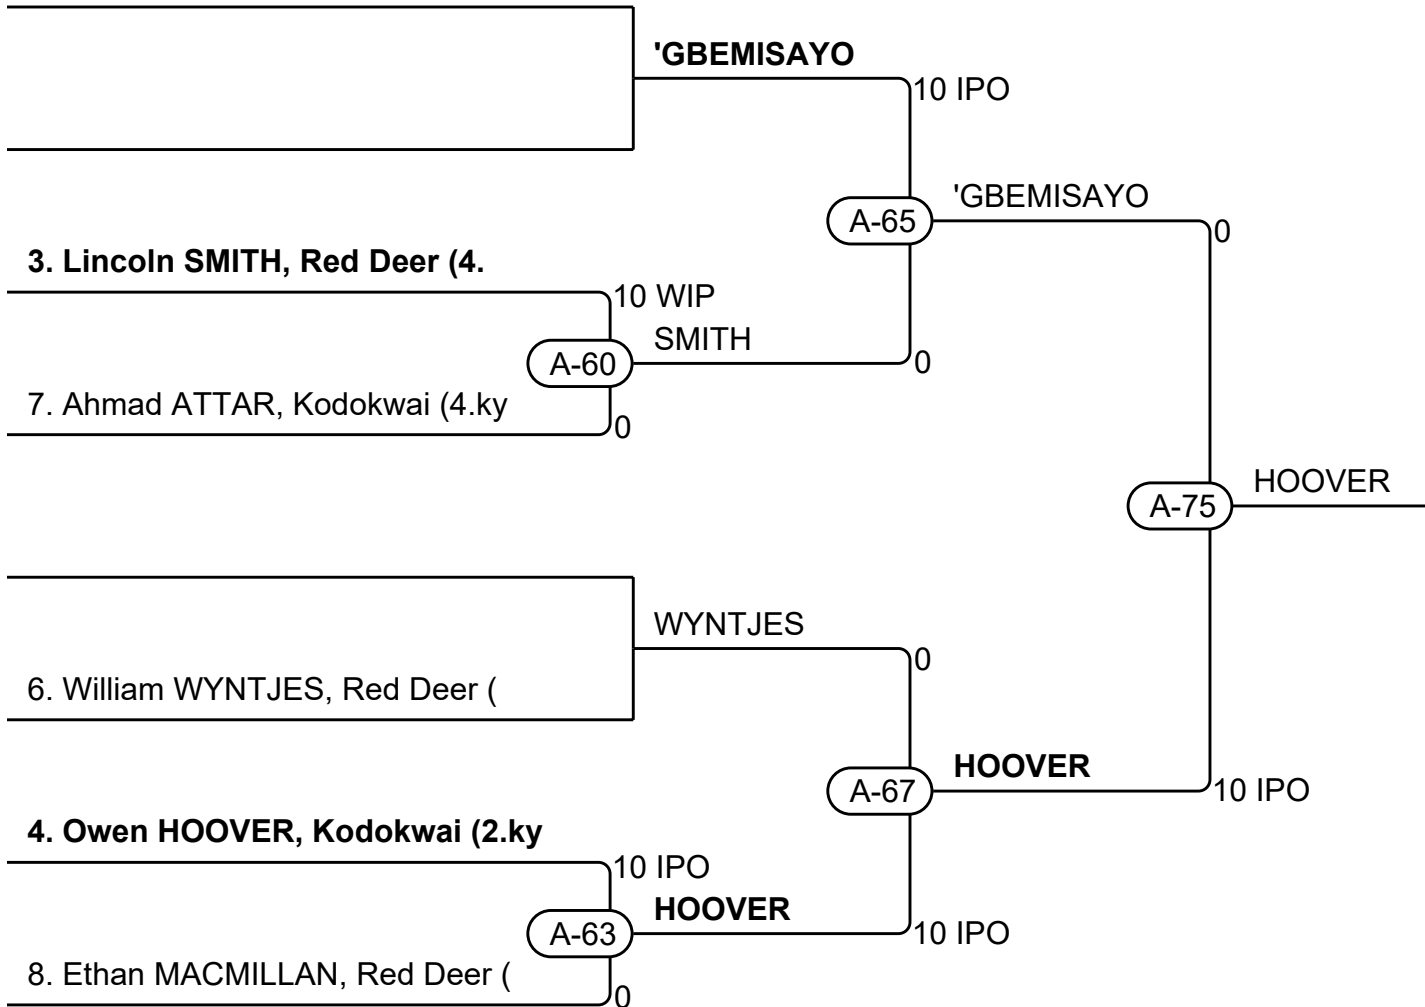 'GBEMISAYO
10 IPO
'GBEMISAYO
A-65
0
3. Lincoln SMITH, Red Deer (4.
10 WIP
SMITH
A-60
0
7. Ahmad ATTAR, Kodokwai (4.ky
0
HOOVER
A-75
WYNTJES
0
6. William WYNTJES, Red Deer (
HOOVER
A-67
10 IPO
4. Owen HOOVER, Kodokwai (2.ky
10 IPO
HOOVER
A-63
10 IPO
8. Ethan MACMILLAN, Red Deer (
0